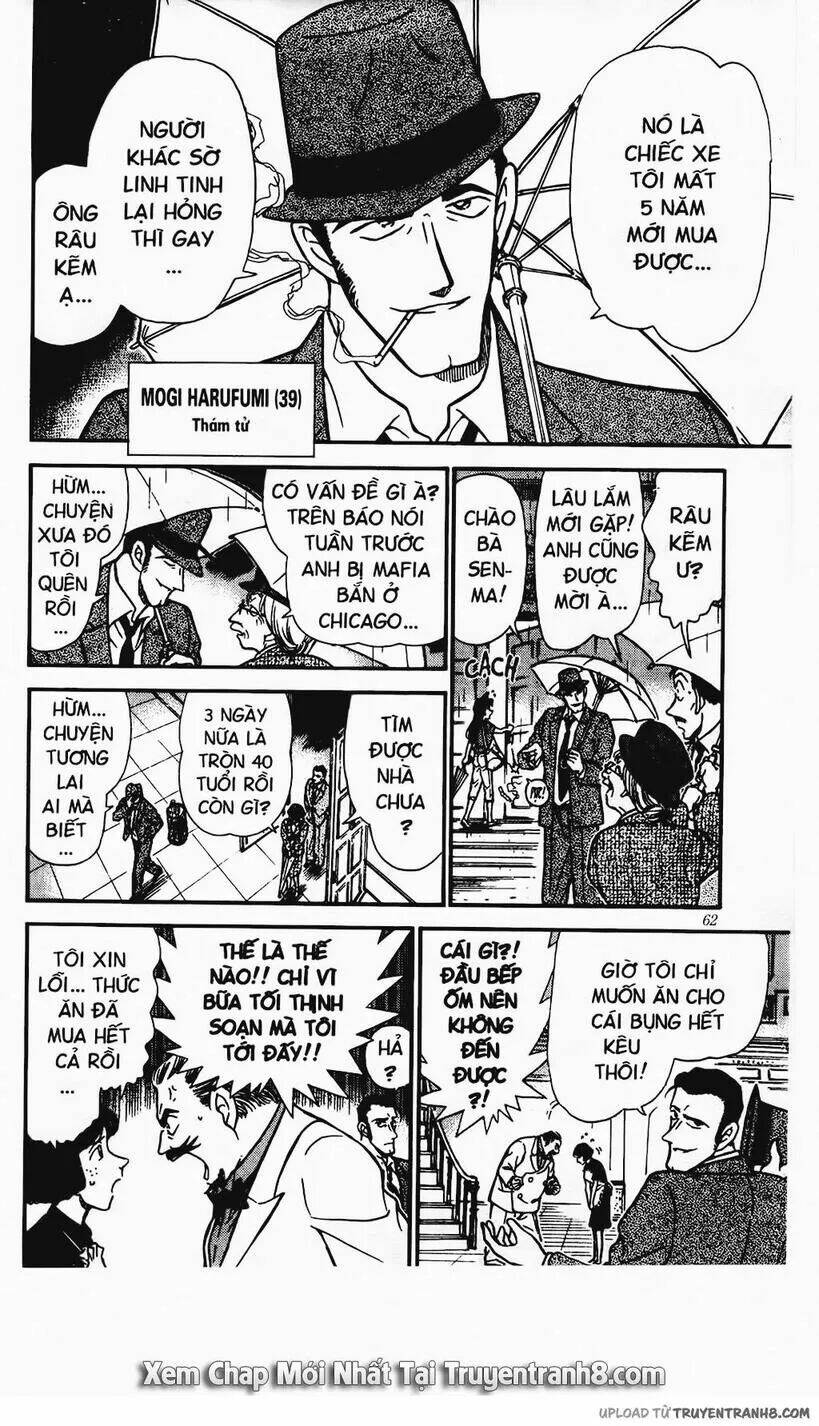 NÓ LÀ
CHIẾC XE
TÔI MẤT
5 NĂM
MỚI MUA
ĐƯỢC...
NGƯỜI
KHÁC SỜ
LINH TINH
LẠI HỎNG
THÌ GAY
...
ÔNG
RÂU
KẼM
Ạ...
MOGI HARUFUMI (39)
Thám tử
RÂU
KẼM
Ư?
LÂU LẮM
MỚI GẶP!
ANH CŨNG
ĐƯỢC
MỜI À...
CHÀO
BÀ
SEN-
MA!
CẠCH
CÓ VẤN ĐỀ GÌ À?
TRÊN BÁO NÓI
TUẦN TRƯỚC
ANH BỊ MAFIA
BẮN Ở
CHICAGO...
HỪM...
CHUYỆN
XƯA ĐÓ
TÔI
QUÊN
RỒI
...
TÌM
ĐƯỢC
NHÀ
CHƯA
?
3 NGÀY
NỮA LÀ
TRÒN 40
TUỔI RỒI
CÒN GÌ?
HỪM...
CHUYỆN
TƯƠNG
LAI
AI MÀ
BIẾT
...
62
GIỜ TÔI CHỈ
MUỐN ĂN CHO
CÁI BỤNG HẾT
KÊU
THÔI!
CÁI GÌ?!
ĐẦU BẾP
ỐM NÊN
KHÔNG
ĐẾN
ĐƯỢC
?!
HẢ
?
THẾ LÀ THẾ
NÀO!! CHỈ VÌ
BỮA TỐI THỊNH
SOẠN MÀ TÔI
TỚI ĐẤY!!
TÔI XIN
LỖI... THỨC
ĂN ĐÃ
MUA HẾT
CẢ RỒI
...
Xem Chap Mới Nhất Tại Truyentranh8.com
UPLOAD TỪ TRUYENTRANH8.COM